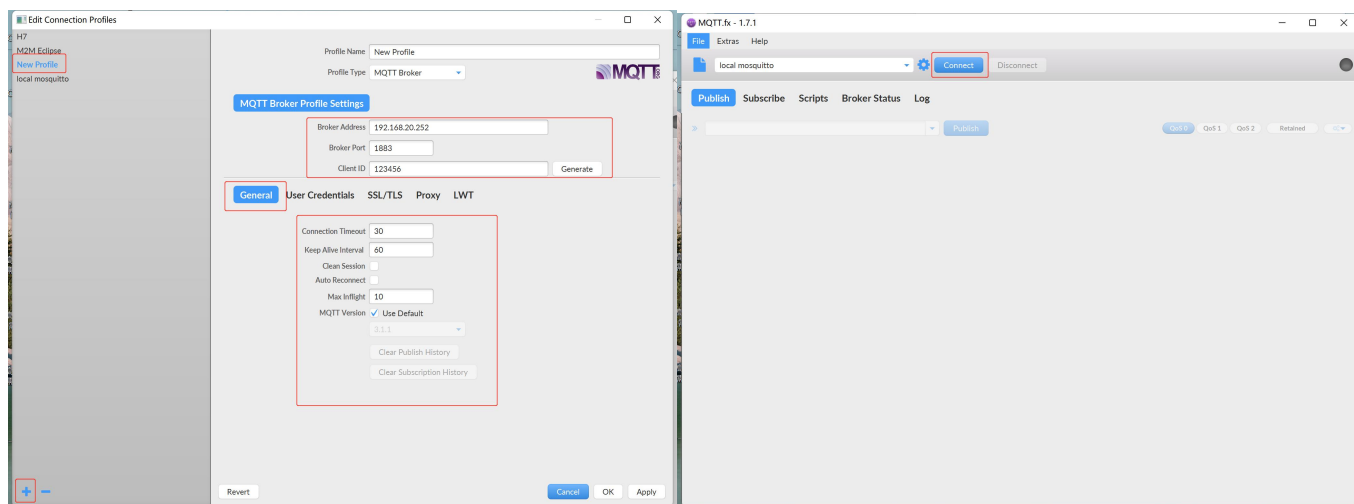 Edit Connection Profiles
H7
M2M Eclipse
New Profile
local mosquitto
Profile Name New Profile
Profile Type MQTT Broker
MQTT
MQTT Broker Profile Settings
Broker Address 192.168.20.252
Broker Port 1883
Client ID 123456 Generate
General User Credentials SSL/TLS Proxy LWT
Connection Timeout 30
Keep Alive Interval 60
Clean Session
Auto Reconnect
Max Inflight 10
MQTT Version Use Default
3.1.1
Clear Publish History
Clear Subscription History
Revert Cancel OK Apply
MQTT.fx - 1.7.1
File Extras Help
local mosquitto Connect Disconnect
Publish Subscribe Scripts Broker Status Log
Publish QoS 0 QoS 1 QoS 2 Retained